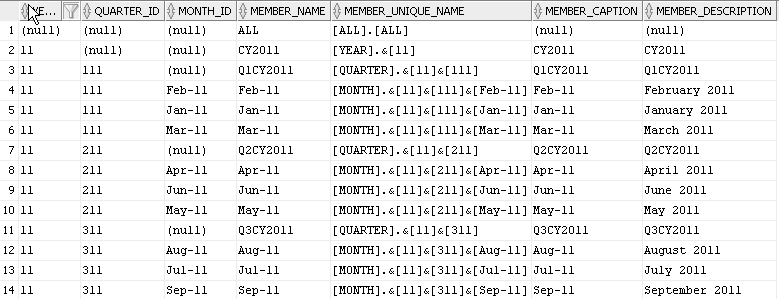 YE... QUARTER_ID MONTH_ID MEMBER_NAME MEMBER_UNIQUE_NAME MEMBER_CAPTION MEMBER_DESCRIPTION
1 (null) (null) (null) ALL [ALL].[ALL] (null) (null)
2 11 (null) (null) CY2011 [YEAR].&[11] CY2011 CY2011
3 11 111 (null) Q1CY2011 [QUARTER].&[11]&[111] Q1CY2011 Q1CY2011
4 11 111 Feb-11 Feb-11 [MONTH].&[11]&[111]&[Feb-11] Feb-11 February 2011
5 11 111 Jan-11 Jan-11 [MONTH].&[11]&[111]&[Jan-11] Jan-11 January 2011
6 11 111 Mar-11 Mar-11 [MONTH].&[11]&[111]&[Mar-11] Mar-11 March 2011
7 11 211 (null) Q2CY2011 [QUARTER].&[11]&[211] Q2CY2011 Q2CY2011
8 11 211 Apr-11 Apr-11 [MONTH].&[11]&[211]&[Apr-11] Apr-11 April 2011
9 11 211 Jun-11 Jun-11 [MONTH].&[11]&[211]&[Jun-11] Jun-11 June 2011
10 11 211 May-11 May-11 [MONTH].&[11]&[211]&[May-11] May-11 May 2011
11 11 311 (null) Q3CY2011 [QUARTER].&[11]&[311] Q3CY2011 Q3CY2011
12 11 311 Aug-11 Aug-11 [MONTH].&[11]&[311]&[Aug-11] Aug-11 August 2011
13 11 311 Jul-11 Jul-11 [MONTH].&[11]&[311]&[Jul-11] Jul-11 July 2011
14 11 311 Sep-11 Sep-11 [MONTH].&[11]&[311]&[Sep-11] Sep-11 September 2011